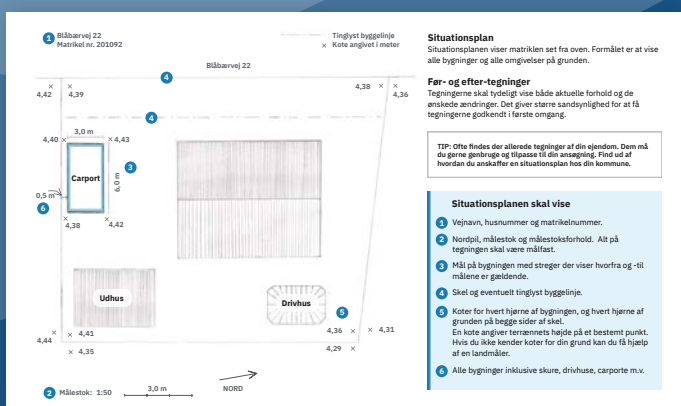 1 Blåbærvej 22
Matrikel nr. 201092
Tinglyst byggelinje
× Kote angivet i meter
Blåbærvej 22
4
4,42
4,39
4,38
4,36
4
3,0 m
4,40
4,43
Carport
3
6,0 m
0,5 m
6
4,38
4,42
Udhus
Drivhus
5
4,44
4,41
4,35
4,36
4,31
4,29
2 Målestok: 1:50
3,0 m
NORD
Situationsplan
Situationsplanen viser matriklen set fra oven. Formålet er at vise
alle bygninger og alle omgivelser på grunden.
Før- og efter-tegninger
Tegningerne skal tydeligt vise både aktuelle forhold og de
ønskede ændringer. Det giver større sandsynlighed for at få
tegningerne godkendt i første omgang.
TIP: Ofte findes der allerede tegninger af din ejendom. Dem må
du gerne genbruge og tilpasse til din ansøgning. Find ud af
hvordan du anskaffer en situationsplan hos din kommune.
Situationsplanen skal vise
1 Vejnavn, husnummer og matrikelnummer.
2 Nordpil, målestok og målestoksforhold. Alt på
tegningen skal være målfast.
3 Mål på bygningen med streger der viser hvorfra og -til
målene er gældende.
4 Skel og eventuelt tinglyst byggelinje.
5 Koter for hvert hjørne af bygningen, og hvert hjørne af
grunden på begge sider af skel.
En kote angiver terrænnets højde på et bestemt punkt.
Hvis du ikke kender koter for din grund kan du få hjælp
af en landmåler.
6 Alle bygninger inklusive skure, drivhuse, carporte m.v.